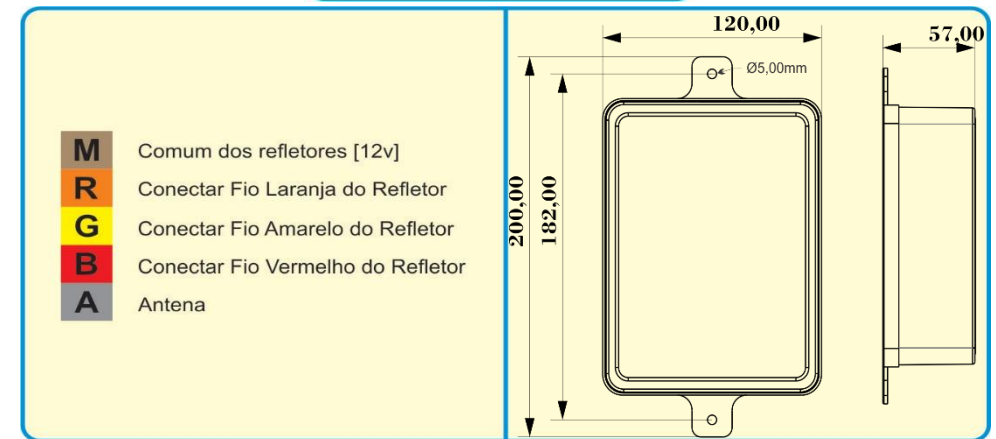 M Comum dos refletores [12v]
R Conectar Fio Laranja do Refletor
G Conectar Fio Amarelo do Refletor
B Conectar Fio Vermelho do Refletor
A Antena
120,00
57,00
Ø5,00mm
200,00
182,00